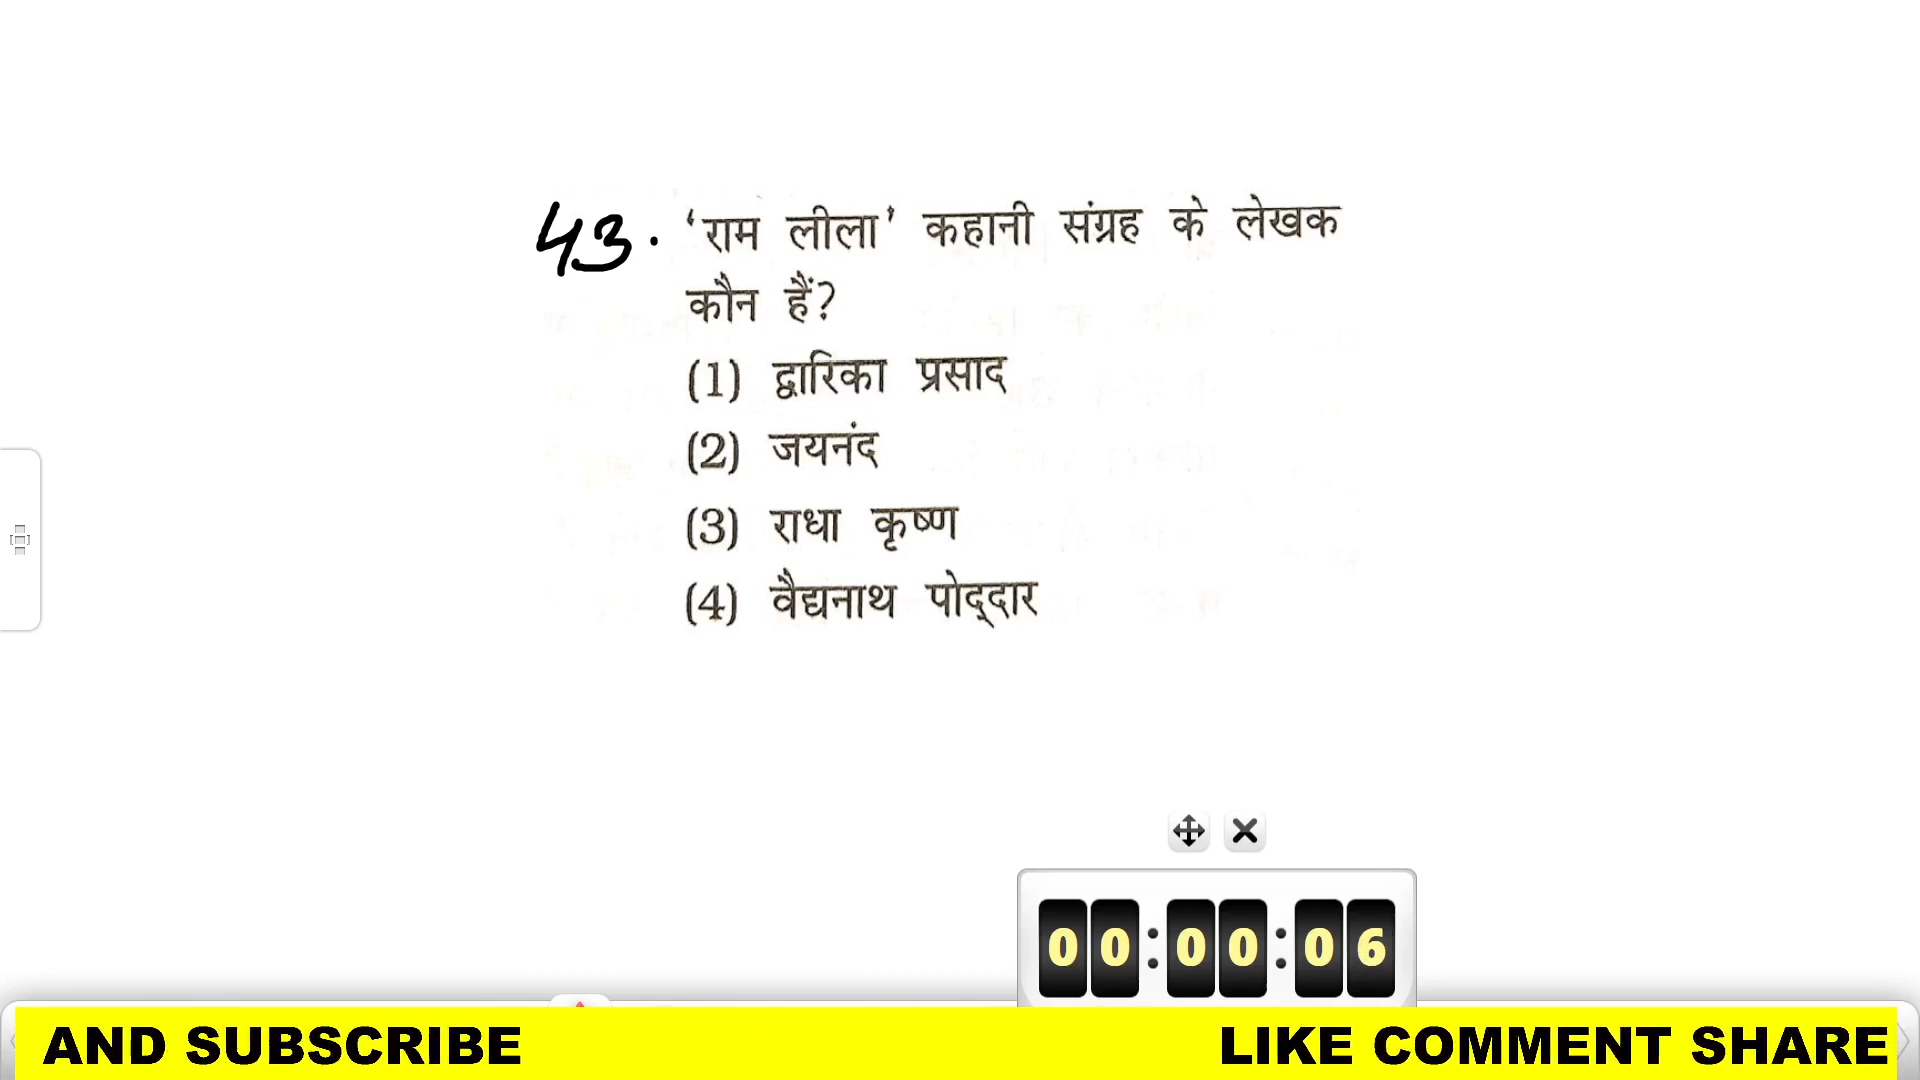 43. 'राम लीला' कहानी संग्रह के लेखक
कौन हैं?
(1) द्वारिका प्रसाद
(2) जयनंद
(3) राधा कृष्ण
(4) वैद्यनाथ पोद्‌दार
00:00:06
AND SUBSCRIBE LIKE COMMENT SHARE